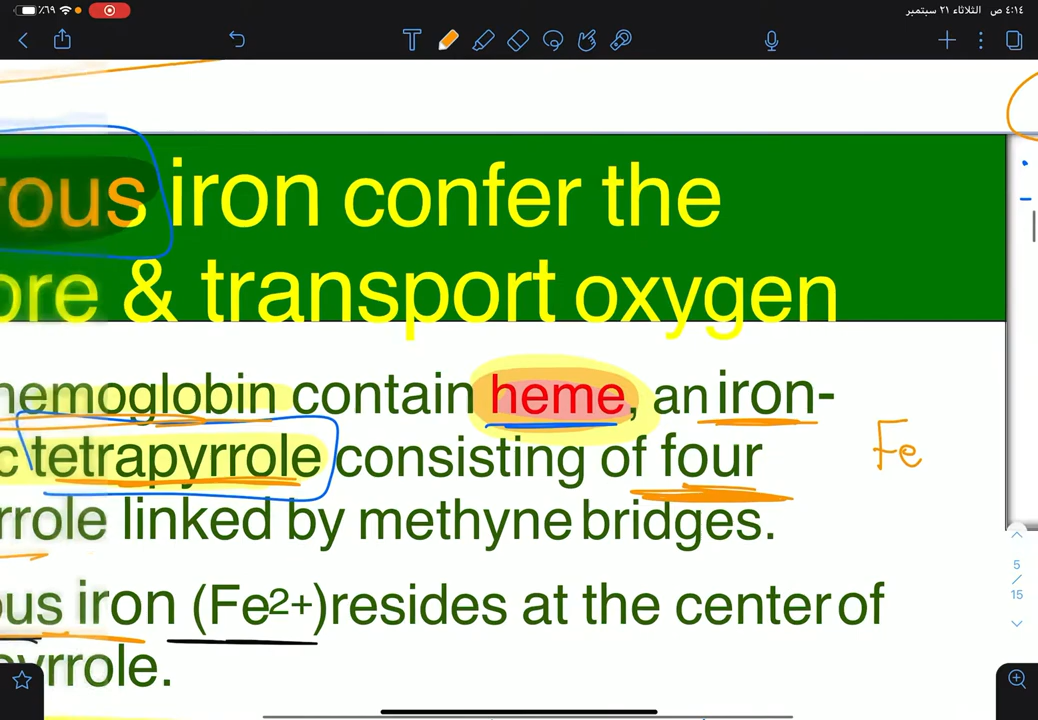 ٪٦٩
٤:١٤ ص الثلاثاء ٢١ سبتمبر
rous iron confer the
ore & transport oxygen
hemoglobin contain heme, an iron-
c tetrapyrrole consisting of four
Fe
rrole linked by methyne bridges.
ous iron (Fe2+)resides at the center of
pyrrole.
5
/
15